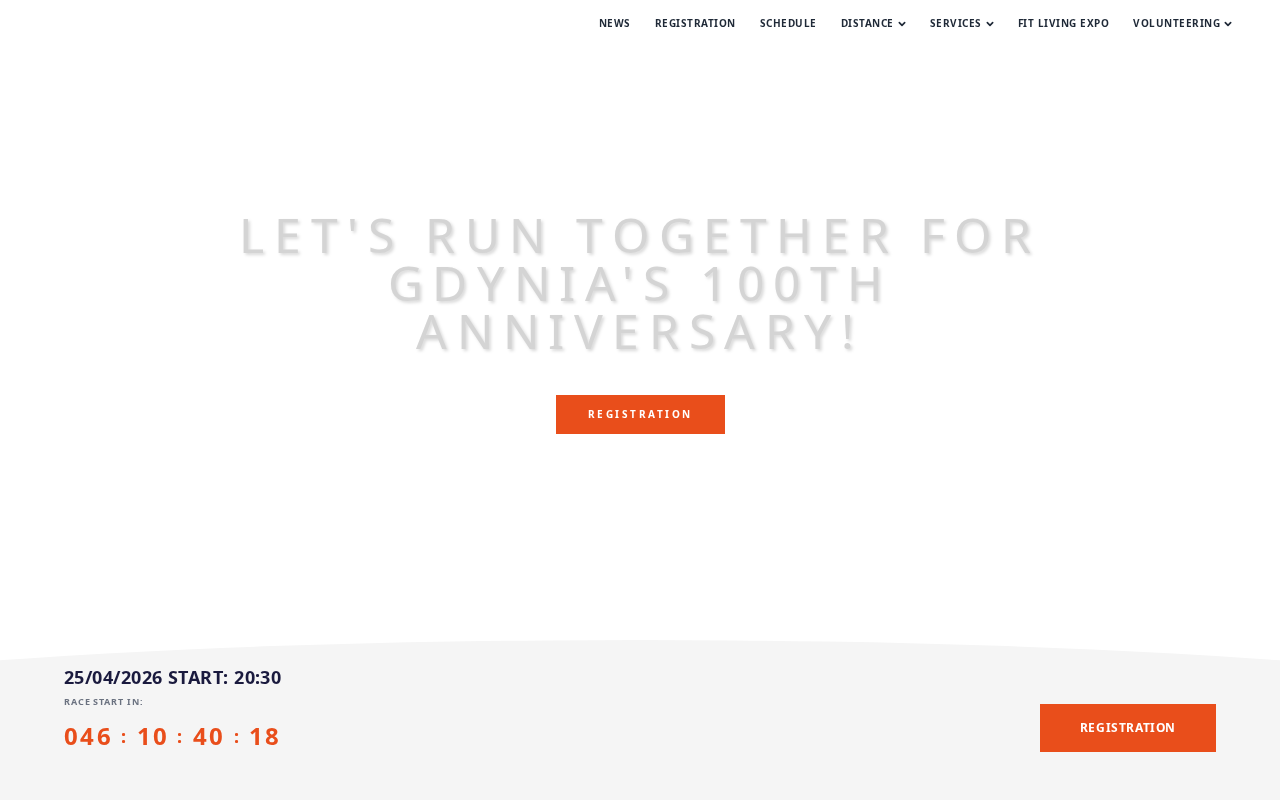 NEWS REGISTRATION SCHEDULE DISTANCE SERVICES FIT LIVING EXPO VOLUNTEERING
LET'S RUN TOGETHER FOR
GDYNIA'S 100TH
ANNIVERSARY!
REGISTRATION
25/04/2026 START: 20:30
RACE START IN:
046 : 10 : 40 : 18
REGISTRATION